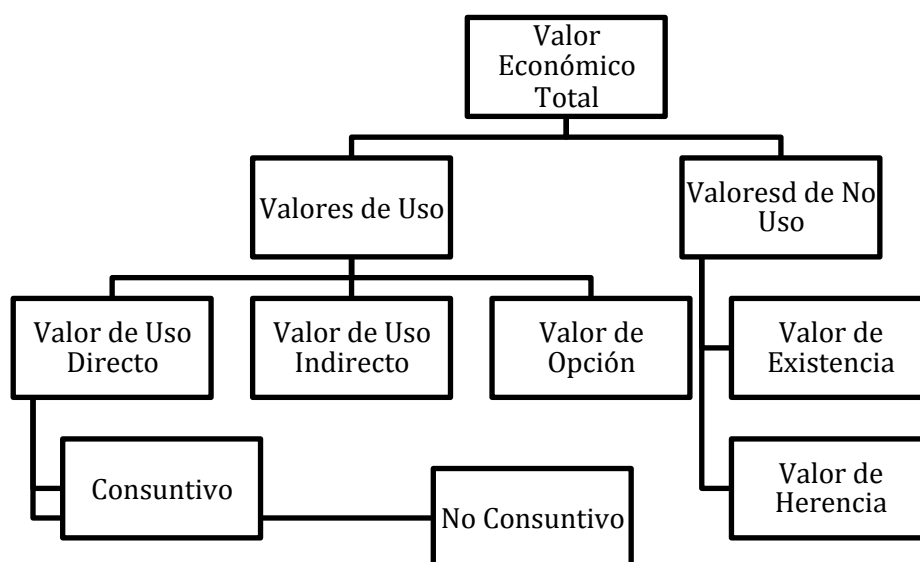 Valor
Económico
Total
Valores de Uso
Valoresd de No
Uso
Valor de Uso
Directo
Valor de Uso
Indirecto
Valor de
Opción
Valor de
Existencia
Consuntivo
No Consuntivo
Valor de
Herencia